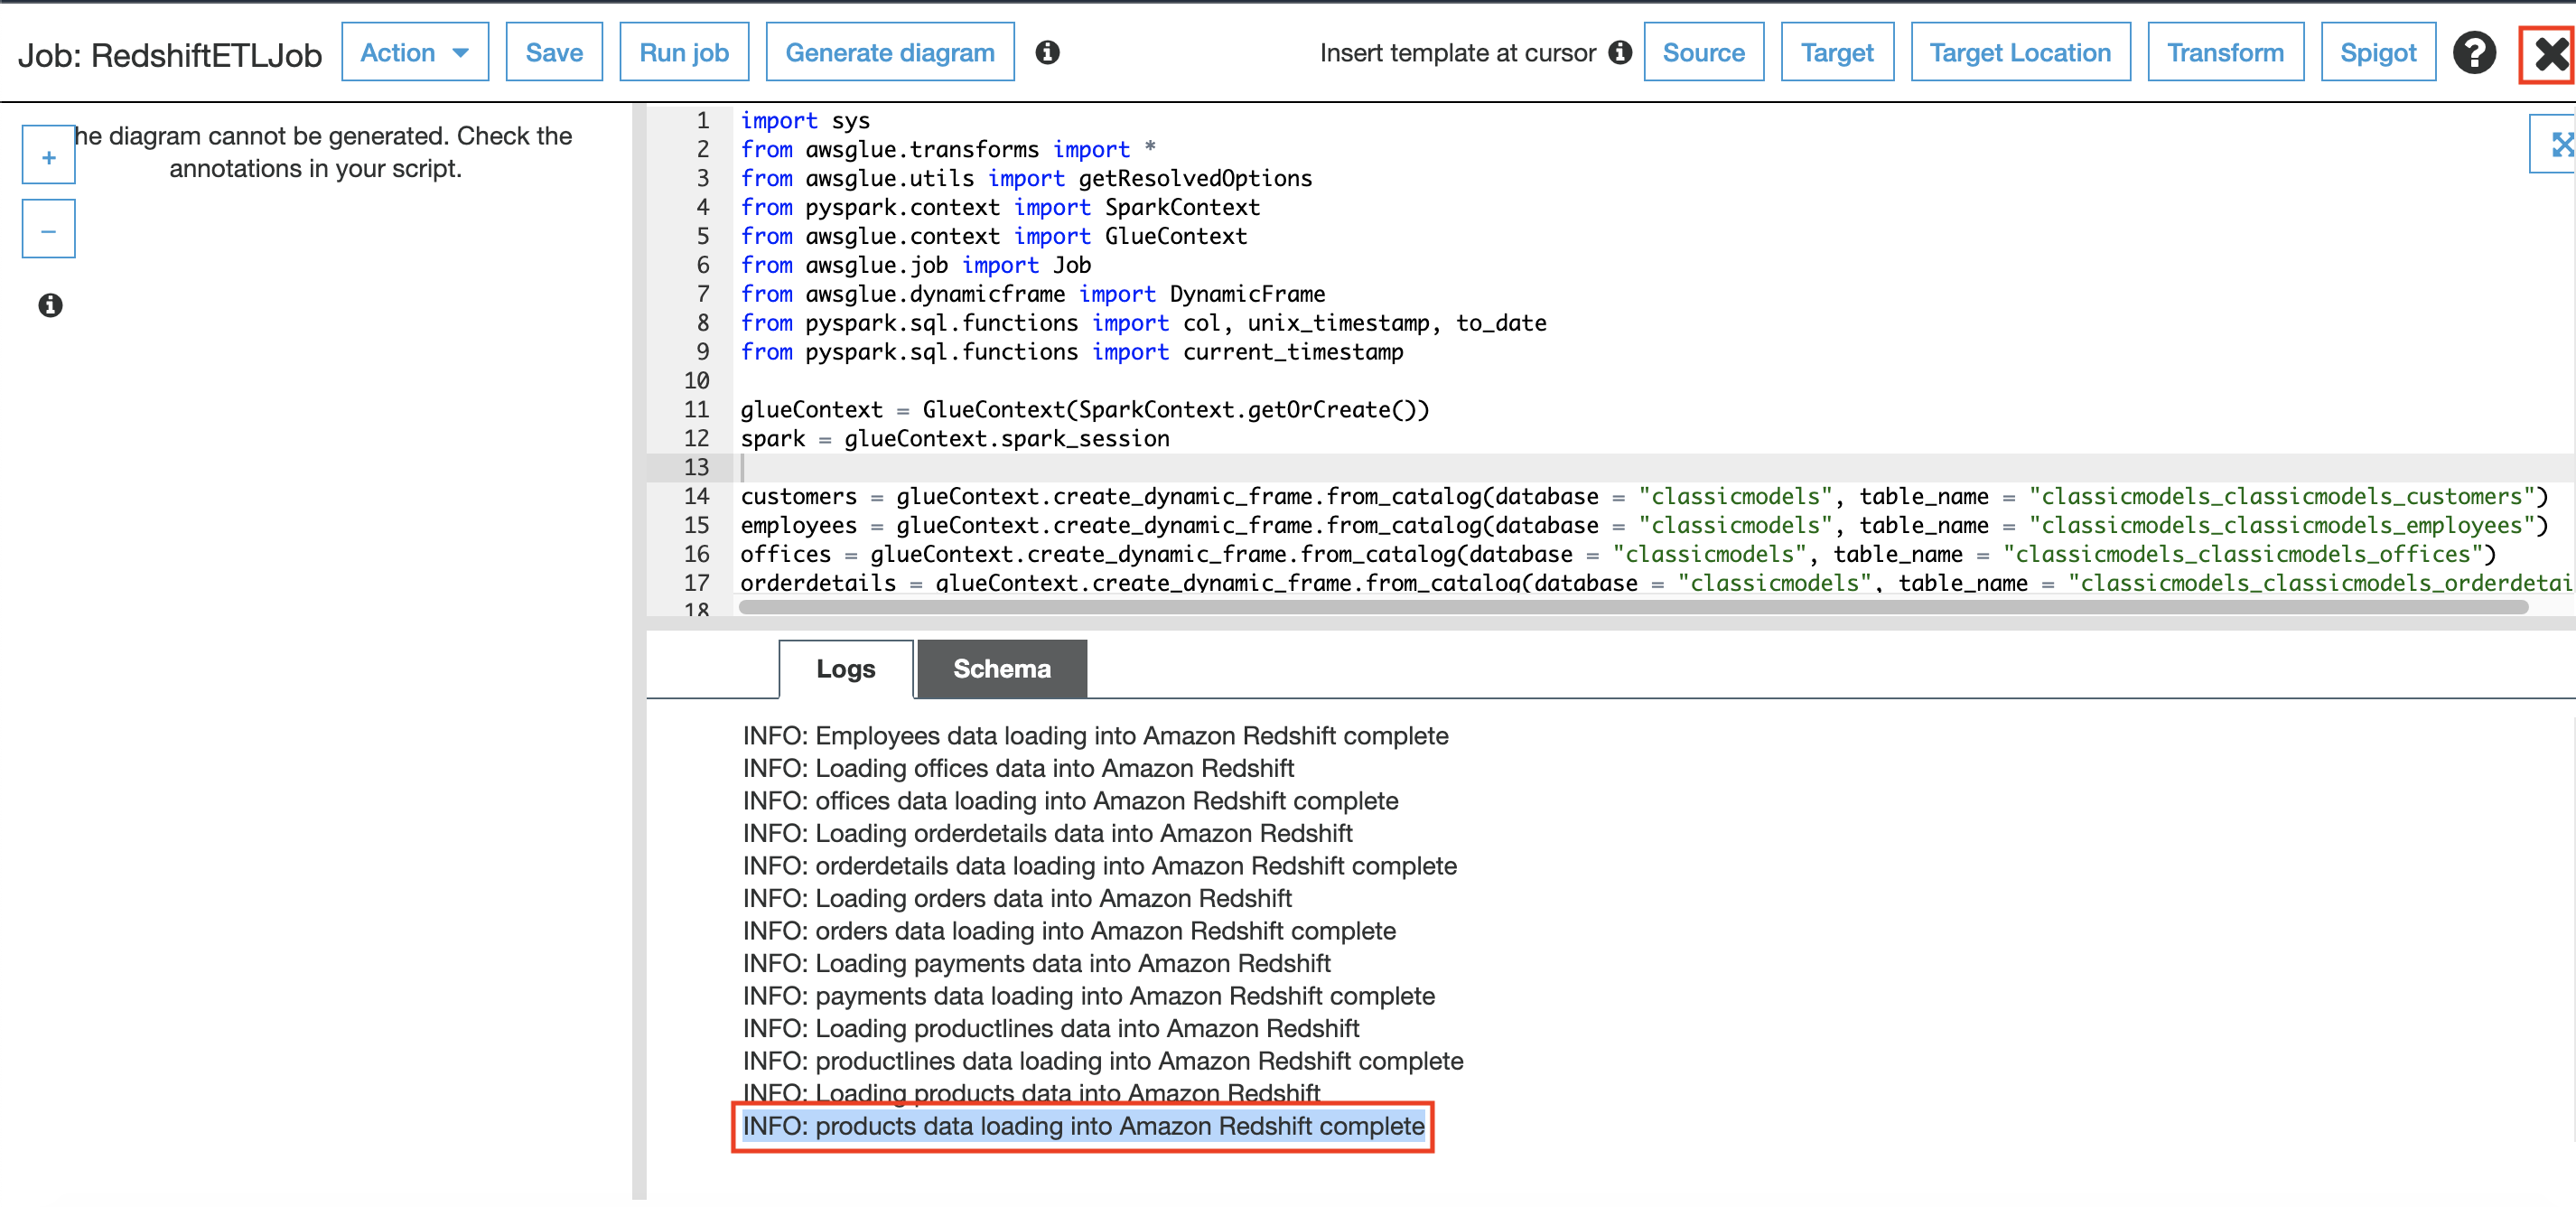 Job: RedshiftETLJob Action Save Run job Generate diagram Insert template at cursor Source Target Target Location Transform Spigot
he diagram cannot be generated. Check the
annotations in your script.
+
−
1 import sys
2 from awsglue.transforms import *
3 from awsglue.utils import getResolvedOptions
4 from pyspark.context import SparkContext
5 from awsglue.context import GlueContext
6 from awsglue.job import Job
7 from awsglue.dynamicframe import DynamicFrame
8 from pyspark.sql.functions import col, unix_timestamp, to_date
9 from pyspark.sql.functions import current_timestamp
10
11 glueContext = GlueContext(SparkContext.getOrCreate())
12 spark = glueContext.spark_session
13
14 customers = glueContext.create_dynamic_frame.from_catalog(database = "classicmodels", table_name = "classicmodels_classicmodels_customers")
15 employees = glueContext.create_dynamic_frame.from_catalog(database = "classicmodels", table_name = "classicmodels_classicmodels_employees")
16 offices = glueContext.create_dynamic_frame.from_catalog(database = "classicmodels", table_name = "classicmodels_classicmodels_offices")
17 orderdetails = glueContext.create_dynamic_frame.from_catalog(database = "classicmodels", table_name = "classicmodels_classicmodels_orderdetai
18
Logs Schema
INFO: Employees data loading into Amazon Redshift complete
INFO: Loading offices data into Amazon Redshift
INFO: offices data loading into Amazon Redshift complete
INFO: Loading orderdetails data into Amazon Redshift
INFO: orderdetails data loading into Amazon Redshift complete
INFO: Loading orders data into Amazon Redshift
INFO: orders data loading into Amazon Redshift complete
INFO: Loading payments data into Amazon Redshift
INFO: payments data loading into Amazon Redshift complete
INFO: Loading productlines data into Amazon Redshift
INFO: productlines data loading into Amazon Redshift complete
INFO: Loading products data into Amazon Redshift
INFO: products data loading into Amazon Redshift complete